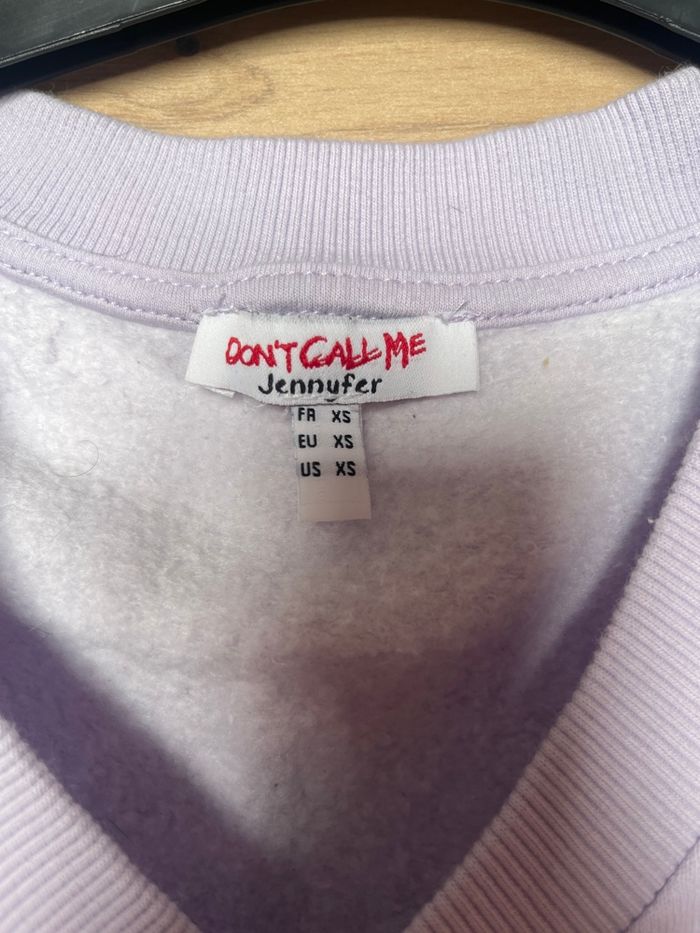 DON'T CALL ME
Jennyfer
FR XS
EU XS
US XS